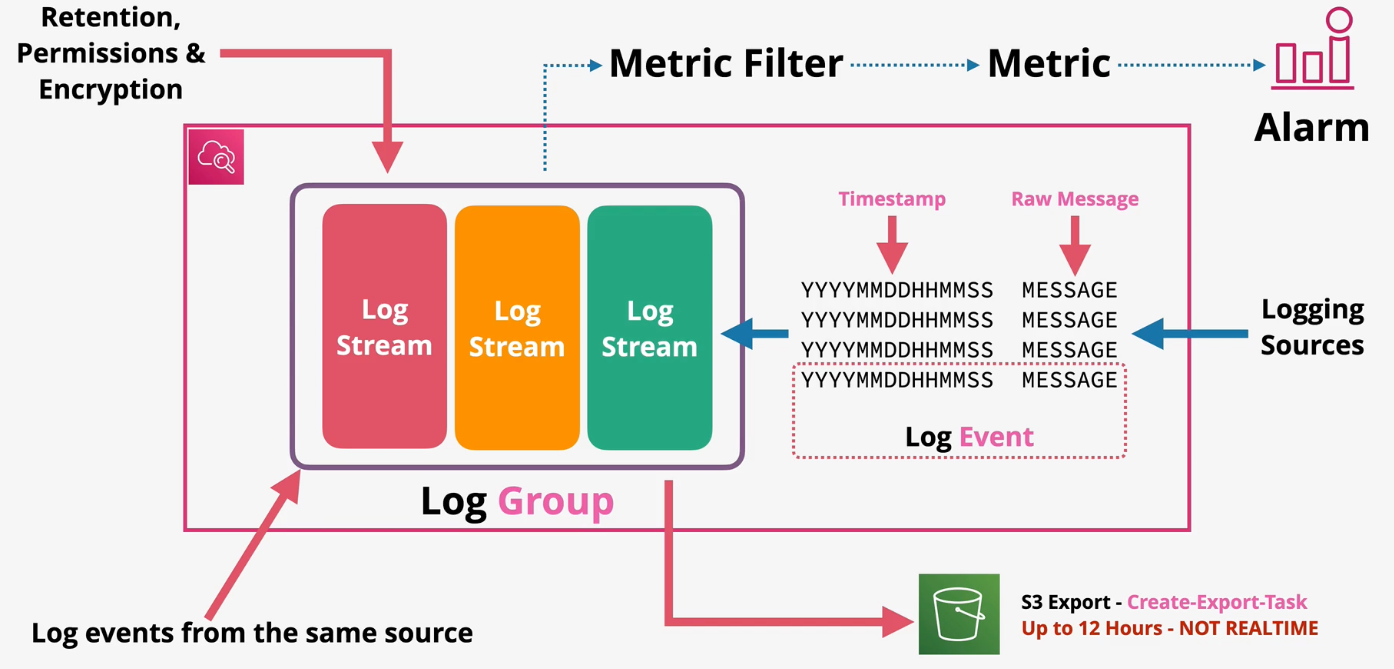 Retention,
Permissions &
Encryption
Metric Filter
Metric
Alarm
Timestamp
Raw Message
YYYYMMDDHHMMSS MESSAGE
YYYYMMDDHHMMSS MESSAGE
YYYYMMDDHHMMSS MESSAGE
YYYYMMDDHHMMSS MESSAGE
Log Event
Logging
Sources
Log
Stream
Log
Stream
Log
Stream
Log Group
Log events from the same source
S3 Export - Create-Export-Task
Up to 12 Hours - NOT REALTIME